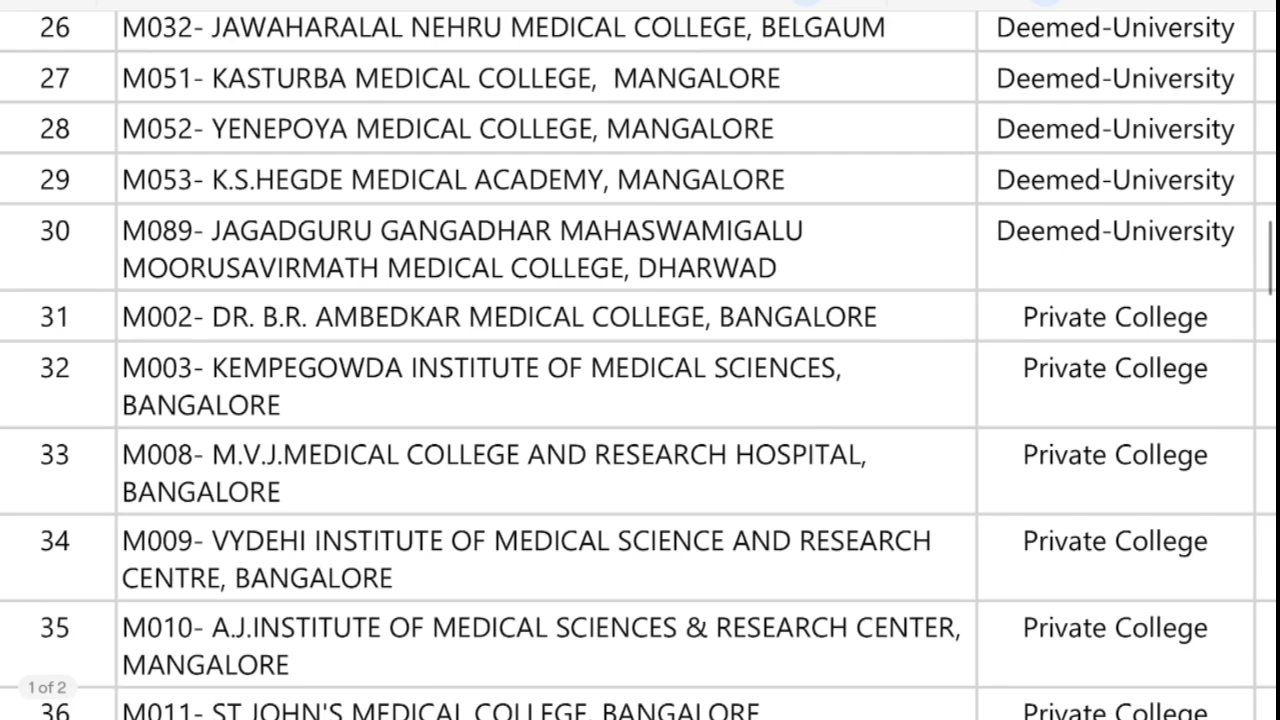 26 M032- JAWAHARALAL NEHRU MEDICAL COLLEGE, BELGAUM Deemed-University
27 M051- KASTURBA MEDICAL COLLEGE,  MANGALORE Deemed-University
28 M052- YENEPOYA MEDICAL COLLEGE, MANGALORE Deemed-University
29 M053- K.S.HEGDE MEDICAL ACADEMY, MANGALORE Deemed-University
30 M089- JAGADGURU GANGADHAR MAHASWAMIGALU Deemed-University
MOORUSAVIRMATH MEDICAL COLLEGE, DHARWAD
31 M002- DR. B.R. AMBEDKAR MEDICAL COLLEGE, BANGALORE Private College
32 M003- KEMPEGOWDA INSTITUTE OF MEDICAL SCIENCES, Private College
BANGALORE
33 M008- M.V.J.MEDICAL COLLEGE AND RESEARCH HOSPITAL, Private College
BANGALORE
34 M009- VYDEHI INSTITUTE OF MEDICAL SCIENCE AND RESEARCH Private College
CENTRE, BANGALORE
35 M010- A.J.INSTITUTE OF MEDICAL SCIENCES & RESEARCH CENTER, Private College
MANGALORE
1 of 2
36 M011- ST JOHN'S MEDICAL COLLEGE, BANGALORE Private College